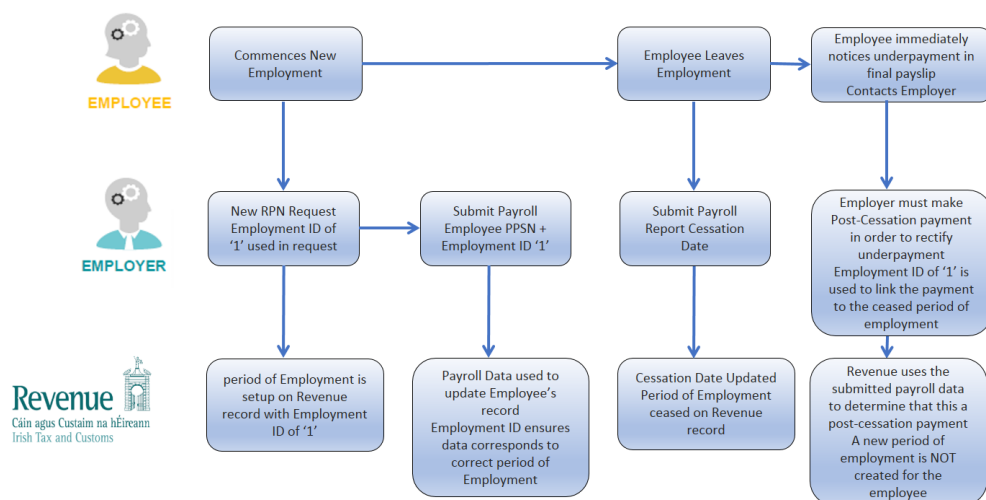 Commences New
Employment
Employee Leaves
Employment
Employee immediately
notices underpayment in
final payslip
Contacts Employer
EMPLOYEE
New RPN Request
Employment ID of
‘1’ used in request
Submit Payroll
Employee PPSN +
Employment ID ‘1’
Submit Payroll
Report Cessation
Date
Employer must make
Post-Cessation payment
in order to rectify
underpayment
Employment ID of ‘1’ is
used to link the payment
to the ceased period of
employment
EMPLOYER
Revenue
Cáin agus Custaim na hÉireann
Irish Tax and Customs
period of Employment is
setup on Revenue
record with Employment
ID of ‘1’
Payroll Data used to
update Employee’s
record
Employment ID ensures
data corresponds to
correct period of
Employment
Cessation Date Updated
Period of Employment
ceased on Revenue
record
Revenue uses the
submitted payroll data
to determine that this a
post-cessation payment
A new period of
employment is NOT
created for the
employee